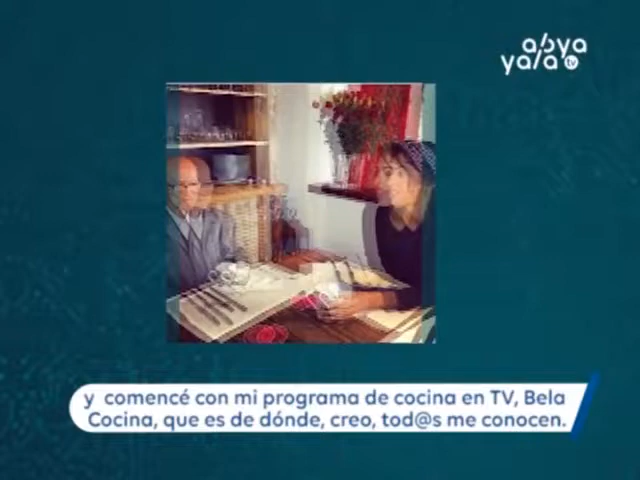 abya
yala tv
y comencé con mi programa de cocina en TV, Bela
Cocina, que es de dónde, creo, tod@s me conocen.